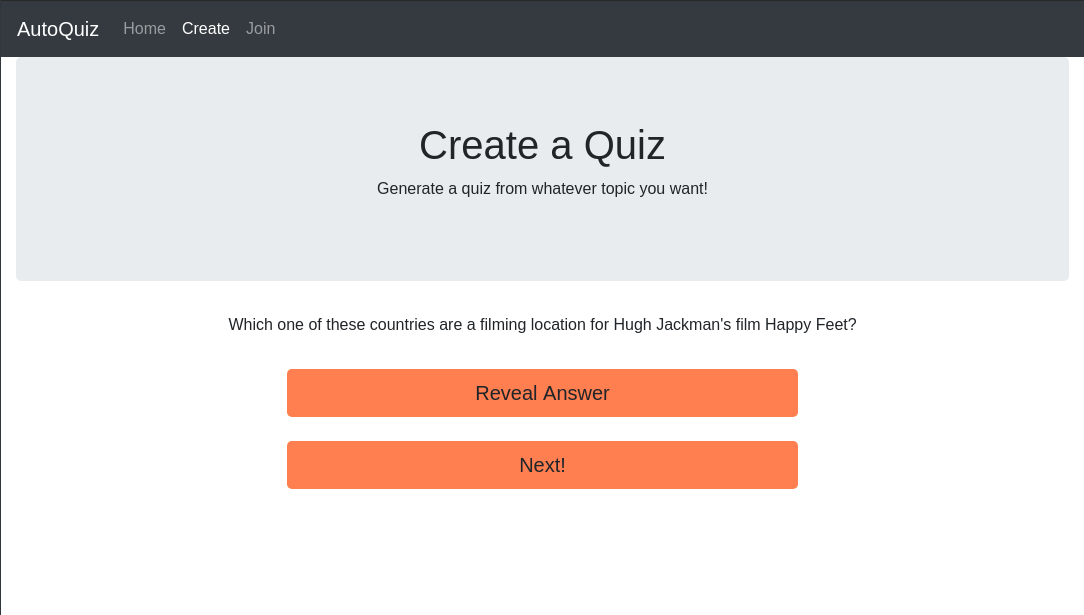 AutoQuiz Home Create Join
Create a Quiz
Generate a quiz from whatever topic you want!
Which one of these countries are a filming location for Hugh Jackman's film Happy Feet?
Reveal Answer
Next!